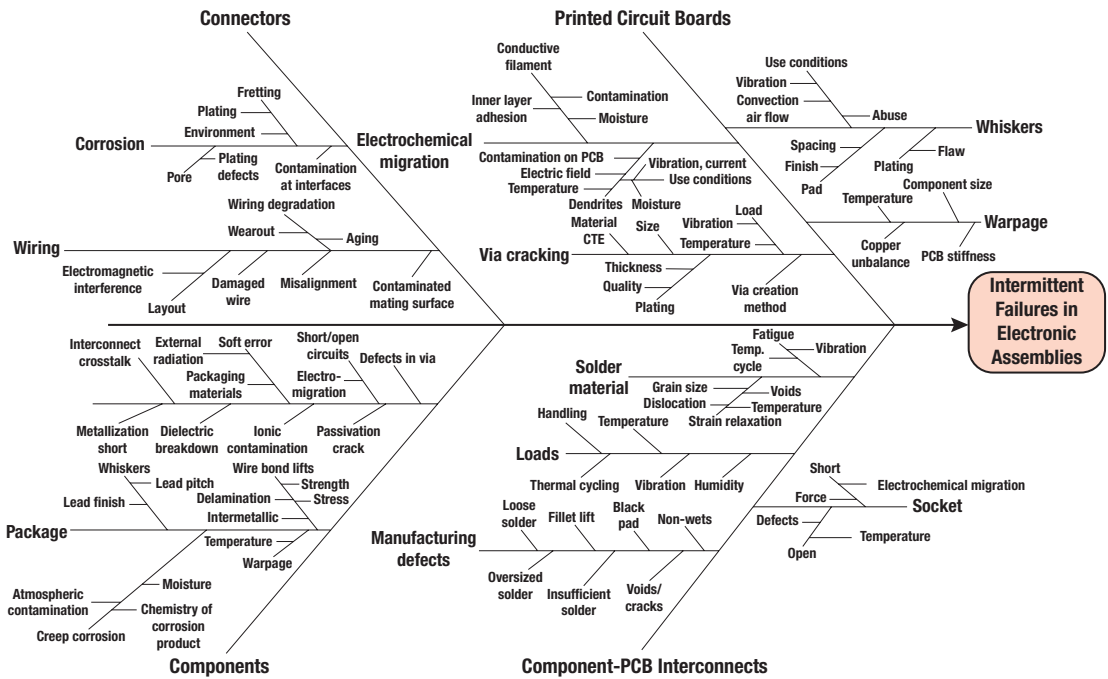 Connectors
Printed Circuit Boards
Conductive
filament
Use conditions
Vibration
Convection
air flow
Abuse
Whiskers
Fretting
Plating
Environment
Corrosion
Pore
Plating
defects
Contamination
at interfaces
Inner layer
adhesion
Contamination
Moisture
Electrochemical
migration
Contamination on PCB
Electric field
Temperature
Dendrites
Vibration, current
Use conditions
Moisture
Spacing
Finish
Pad
Plating
Flaw
Wiring degradation
Wearout
Aging
Wiring
Electromagnetic
interference
Layout
Damaged
wire
Misalignment
Contaminated
mating surface
Material
CTE
Size
Vibration
Load
Temperature
Via cracking
Thickness
Quality
Plating
Via creation
method
Temperature
Component size
Warpage
Copper
unbalance
PCB stiffness
Intermittent
Failures in
Electronic
Assemblies
Interconnect
crosstalk
External
radiation
Soft error
Packaging
materials
Short/open
circuits
Electro-
migration
Defects in via
Metallization
short
Dielectric
breakdown
Ionic
contamination
Passivation
crack
Fatigue
Temp.
cycle
Vibration
Solder
material
Grain size
Dislocation
Strain relaxation
Voids
Temperature
Handling
Temperature
Loads
Thermal cycling
Vibration
Humidity
Whiskers
Lead pitch
Lead finish
Wire bond lifts
Strength
Delamination
Stress
Intermetallic
Package
Temperature
Warpage
Moisture
Atmospheric
contamination
Chemistry of
corrosion
product
Creep corrosion
Short
Electrochemical migration
Force
Socket
Defects
Temperature
Open
Loose
solder
Fillet lift
Black
pad
Non-wets
Manufacturing
defects
Oversized
solder
Insufficient
solder
Voids/
cracks
Components
Component-PCB Interconnects